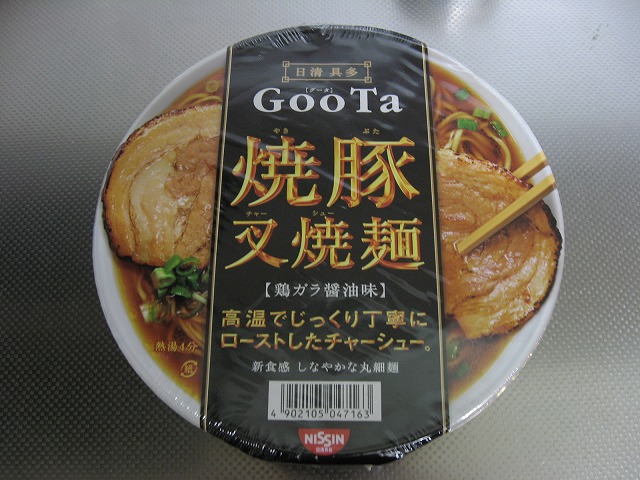 日清具多
GooTa
【グータ】
やき ぶた
焼豚
チャー シュー
叉焼麺
【鶏ガラ醤油味】
高温でじっくり丁寧に
ローストしたチャーシュー。
新食感 しなやかな丸細麺
熱湯4分
紙
4 902105 047163
NISSIN